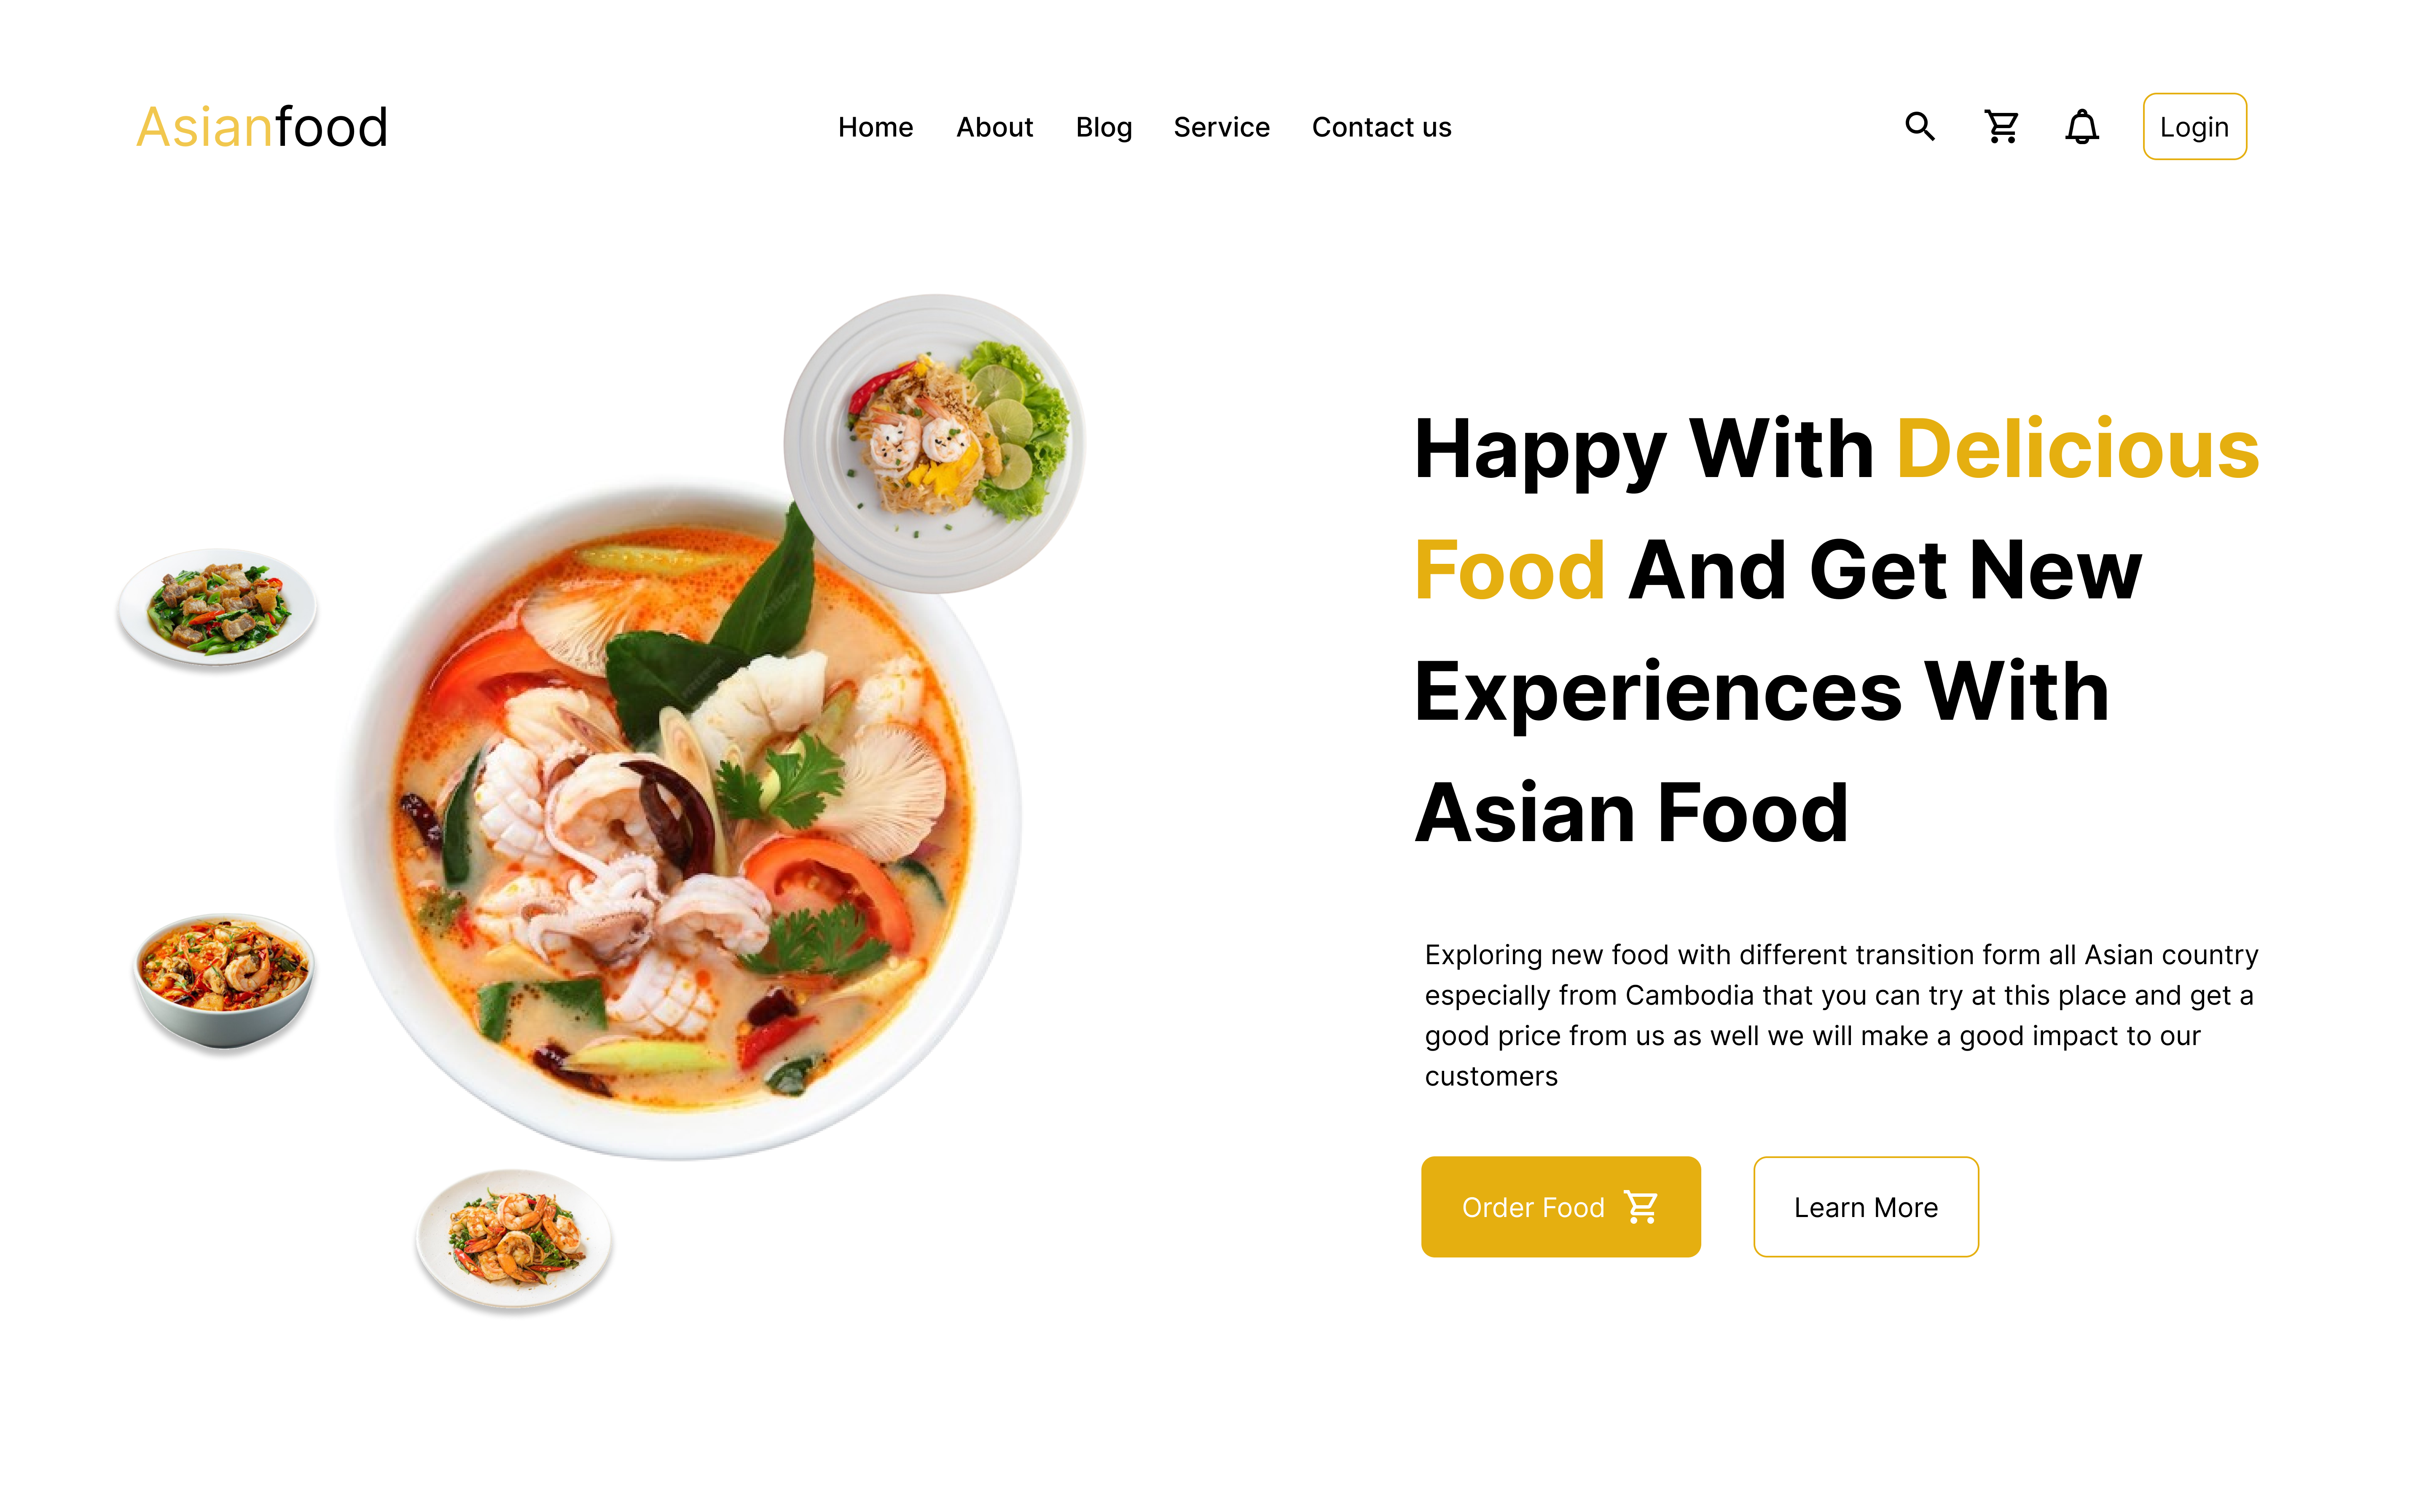 Asianfood
Home About Blog Service Contact us
Login
Happy With Delicious
Food And Get New
Experiences With
Asian Food
Exploring new food with different transition form all Asian country
especially from Cambodia that you can try at this place and get a
good price from us as well we will make a good impact to our
customers
Order Food
Learn More